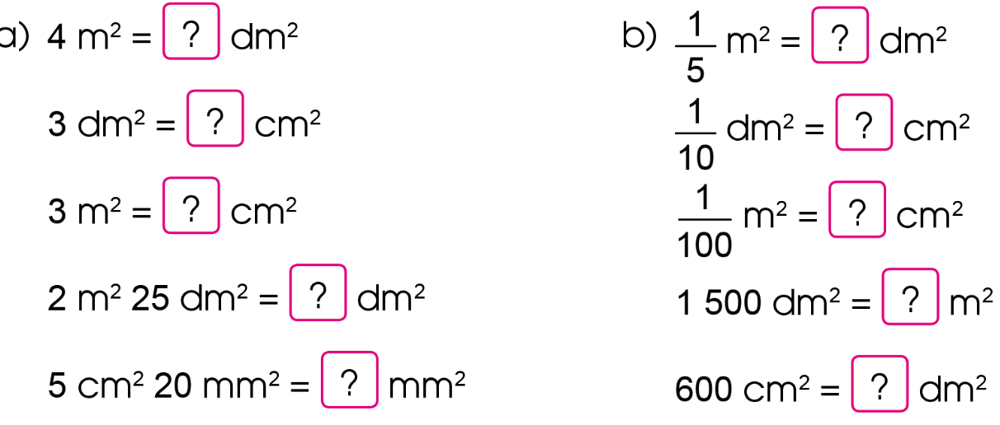 a) 4 m² = ? dm²
3 dm² = ? cm²
3 m² = ? cm²
2 m² 25 dm² = ? dm²
5 cm² 20 mm² = ? mm²
b) 1/5 m² = ? dm²
1/10 dm² = ? cm²
1/100 m² = ? cm²
1 500 dm² = ? m²
600 cm² = ? dm²